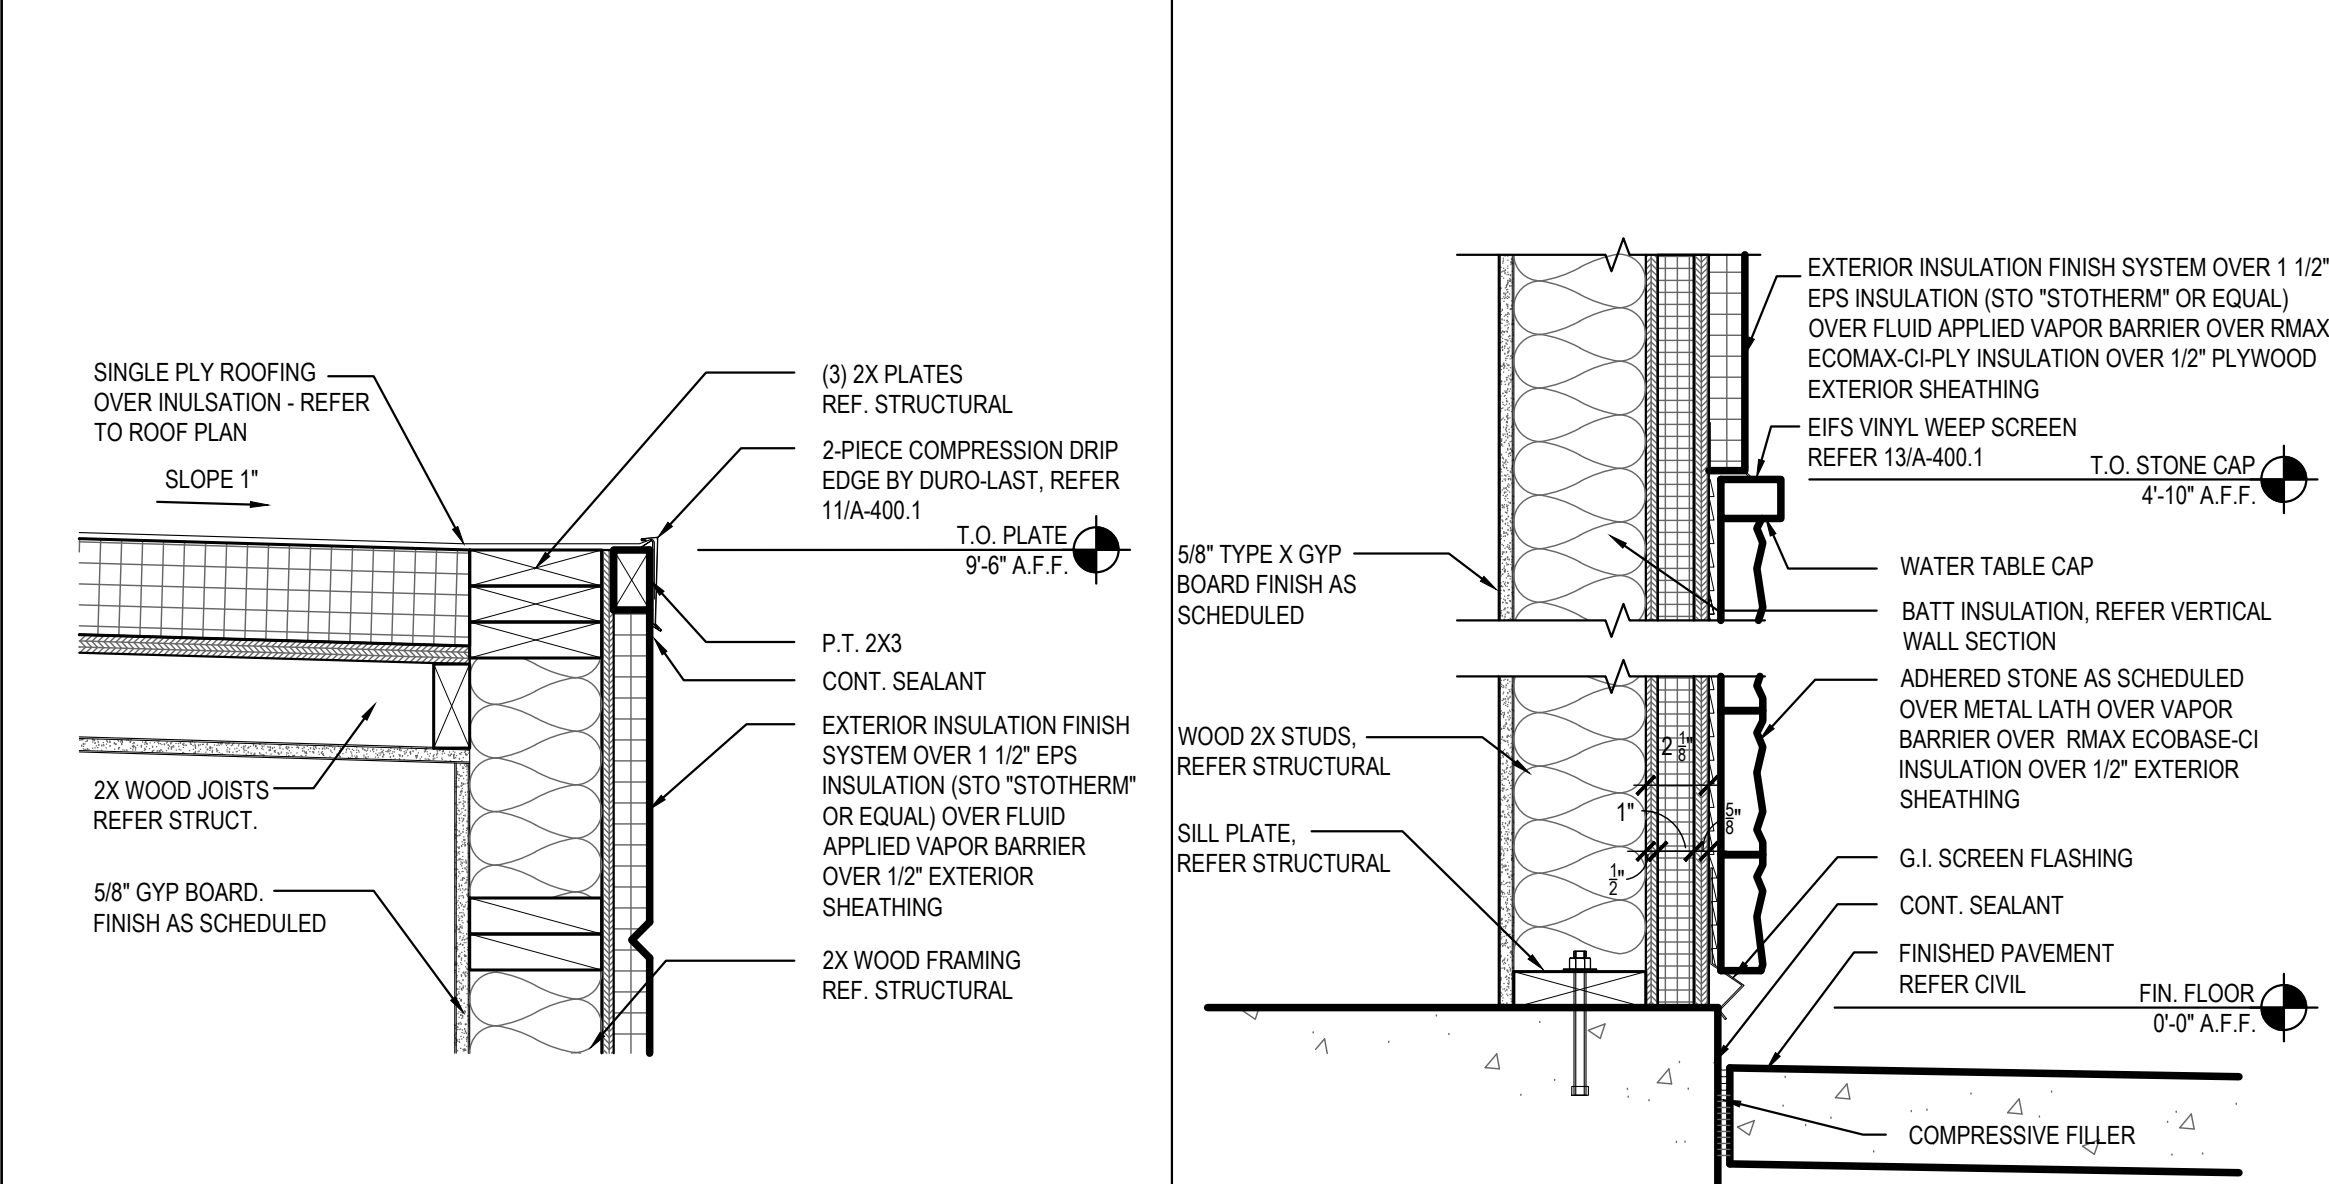 SINGLE PLY ROOFING
OVER INULSATION - REFER
TO ROOF PLAN
SLOPE 1"
2X WOOD JOISTS
REFER STRUCT.
5/8" GYP BOARD.
FINISH AS SCHEDULED
(3) 2X PLATES
REF. STRUCTURAL
2-PIECE COMPRESSION DRIP
EDGE BY DURO-LAST, REFER
11/A-400.1
T.O. PLATE
9'-6" A.F.F.
P.T. 2X3
CONT. SEALANT
EXTERIOR INSULATION FINISH
SYSTEM OVER 1 1/2" EPS
INSULATION (STO "STOTHERM"
OR EQUAL) OVER FLUID
APPLIED VAPOR BARRIER
OVER 1/2" EXTERIOR
SHEATHING
2X WOOD FRAMING
REF. STRUCTURAL
5/8" TYPE X GYP
BOARD FINISH AS
SCHEDULED
WOOD 2X STUDS,
REFER STRUCTURAL
SILL PLATE,
REFER STRUCTURAL
2 1/8"
1"
5/8"
1/2"
EXTERIOR INSULATION FINISH SYSTEM OVER 1 1/2"
EPS INSULATION (STO "STOTHERM" OR EQUAL)
OVER FLUID APPLIED VAPOR BARRIER OVER RMAX
ECOMAX-CI-PLY INSULATION OVER 1/2" PLYWOOD
EXTERIOR SHEATHING
EIFS VINYL WEEP SCREEN
REFER 13/A-400.1
T.O. STONE CAP
4'-10" A.F.F.
WATER TABLE CAP
BATT INSULATION, REFER VERTICAL
WALL SECTION
ADHERED STONE AS SCHEDULED
OVER METAL LATH OVER VAPOR
BARRIER OVER RMAX ECOBASE-CI
INSULATION OVER 1/2" EXTERIOR
SHEATHING
G.I. SCREEN FLASHING
CONT. SEALANT
FINISHED PAVEMENT
REFER CIVIL
FIN. FLOOR
0'-0" A.F.F.
COMPRESSIVE FILLER